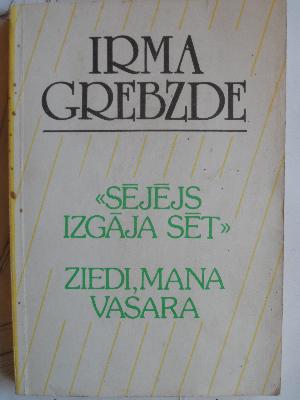 IRMA
GREBZDE
«SĒJĒJS
IZGĀJA SĒT»
ZIEDI, MANA
VASARA